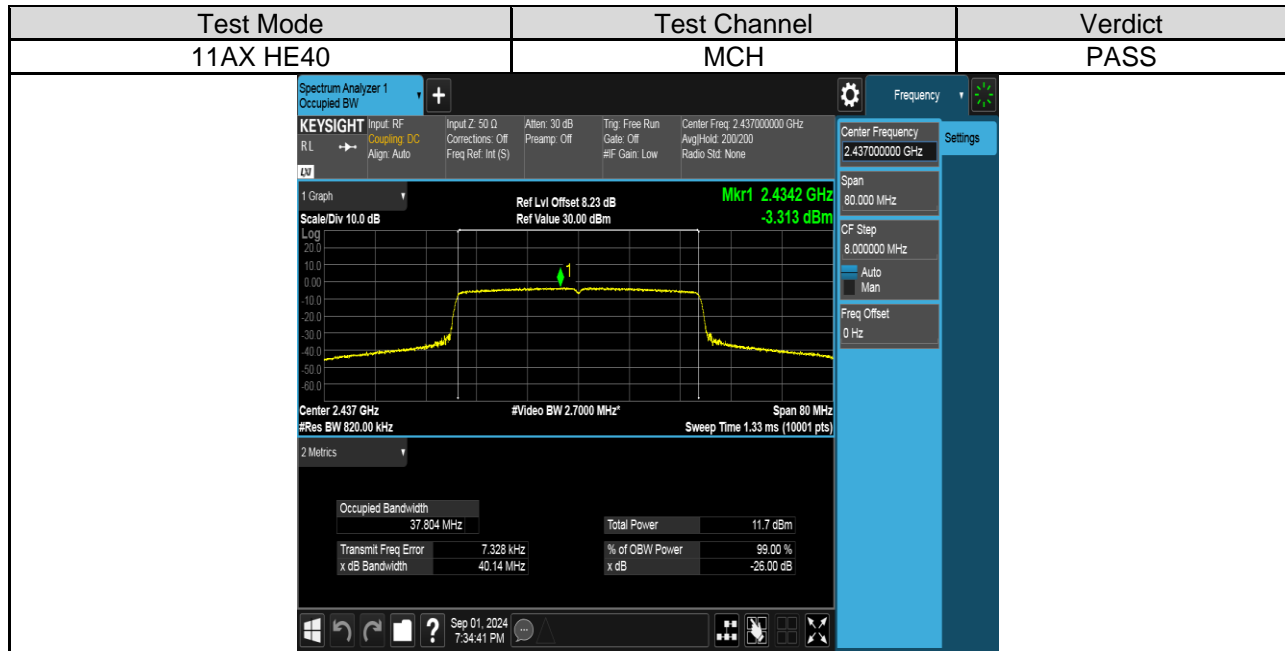 Test Mode Test Channel Verdict
11AX HE40 MCH PASS
Spectrum Analyzer 1
Occupied BW
+
Frequency
KEYSIGHT Input: RF Input Z: 50 Ω Atten: 30 dB Trig: Free Run Center Freq: 2.437000000 GHz
RL Coupling: DC Corrections: Off Preamp: Off Gate: Off Avg|Hold: 200/200
Align: Auto Freq Ref: Int (S) #IF Gain: Low Radio Std: None
LXI
Center Frequency
2.437000000 GHz
Settings
Span
80.000 MHz
CF Step
8.000000 MHz
Auto
Man
Freq Offset
0 Hz
1 Graph Ref Lvl Offset 8.23 dB Mkr1 2.4342 GHz
Scale/Div 10.0 dB Ref Value 30.00 dBm -3.313 dBm
Log
20.0
10.0
1
0.00
-10.0
-20.0
-30.0
-40.0
-50.0
-60.0
Center 2.437 GHz #Video BW 2.7000 MHz* Span 80 MHz
#Res BW 820.00 kHz Sweep Time 1.33 ms (10001 pts)
2 Metrics
Occupied Bandwidth
37.804 MHz Total Power 11.7 dBm
Transmit Freq Error 7.328 kHz % of OBW Power 99.00 %
x dB Bandwidth 40.14 MHz x dB -26.00 dB
? Sep 01, 2024
7:34:41 PM